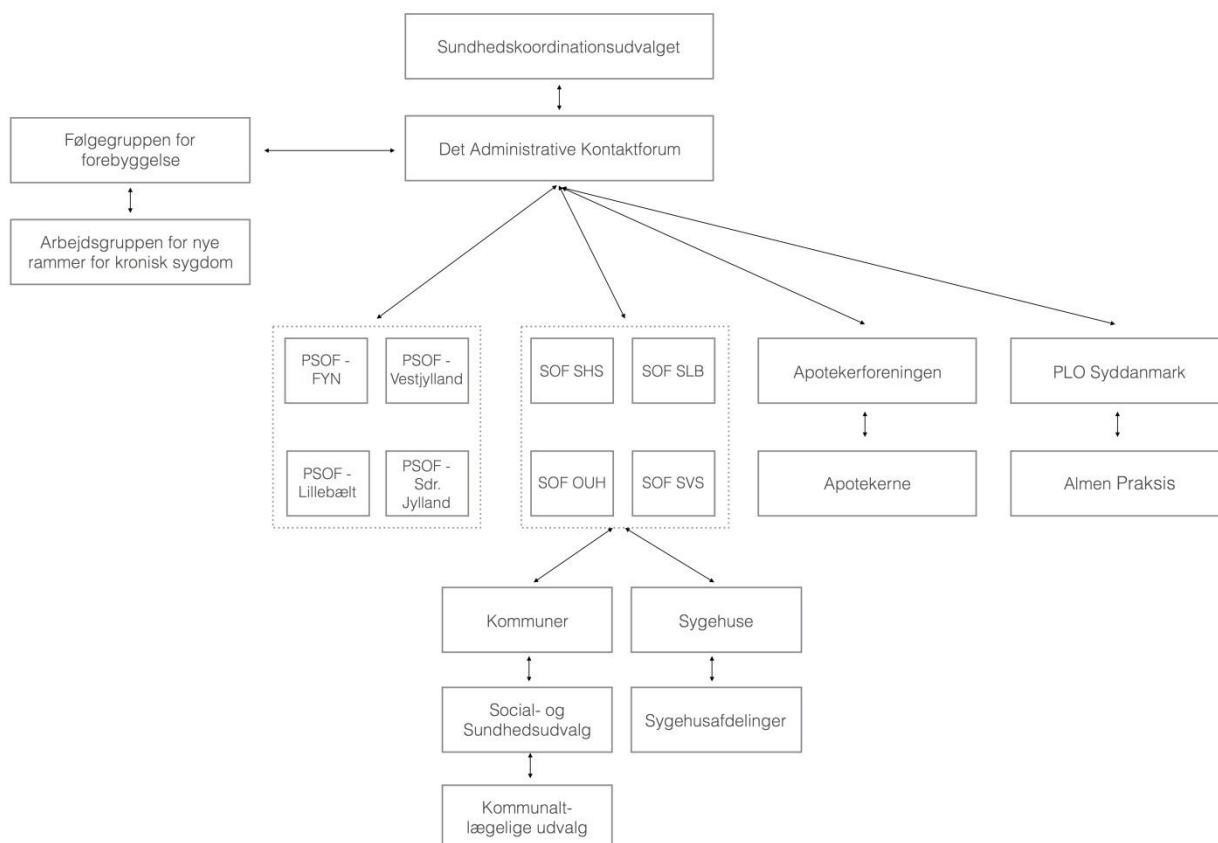 Sundhedskoordinationsudvalget
Følgegruppen for
forebyggelse
Det Administrative Kontaktforum
Arbejdsgruppen for nye
rammer for kronisk sygdom
PSOF -
FYN
PSOF -
Vestjylland
SOF SHS
SOF SLB
Apotekerforeningen
PLO Syddanmark
PSOF -
Lillebælt
PSOF -
Sdr.
Jylland
SOF OUH
SOF SVS
Apotekerne
Almen Praksis
Kommuner
Sygehuse
Social- og
Sundhedsudvalg
Sygehusafdelinger
Kommunalt-
lægelige udvalg